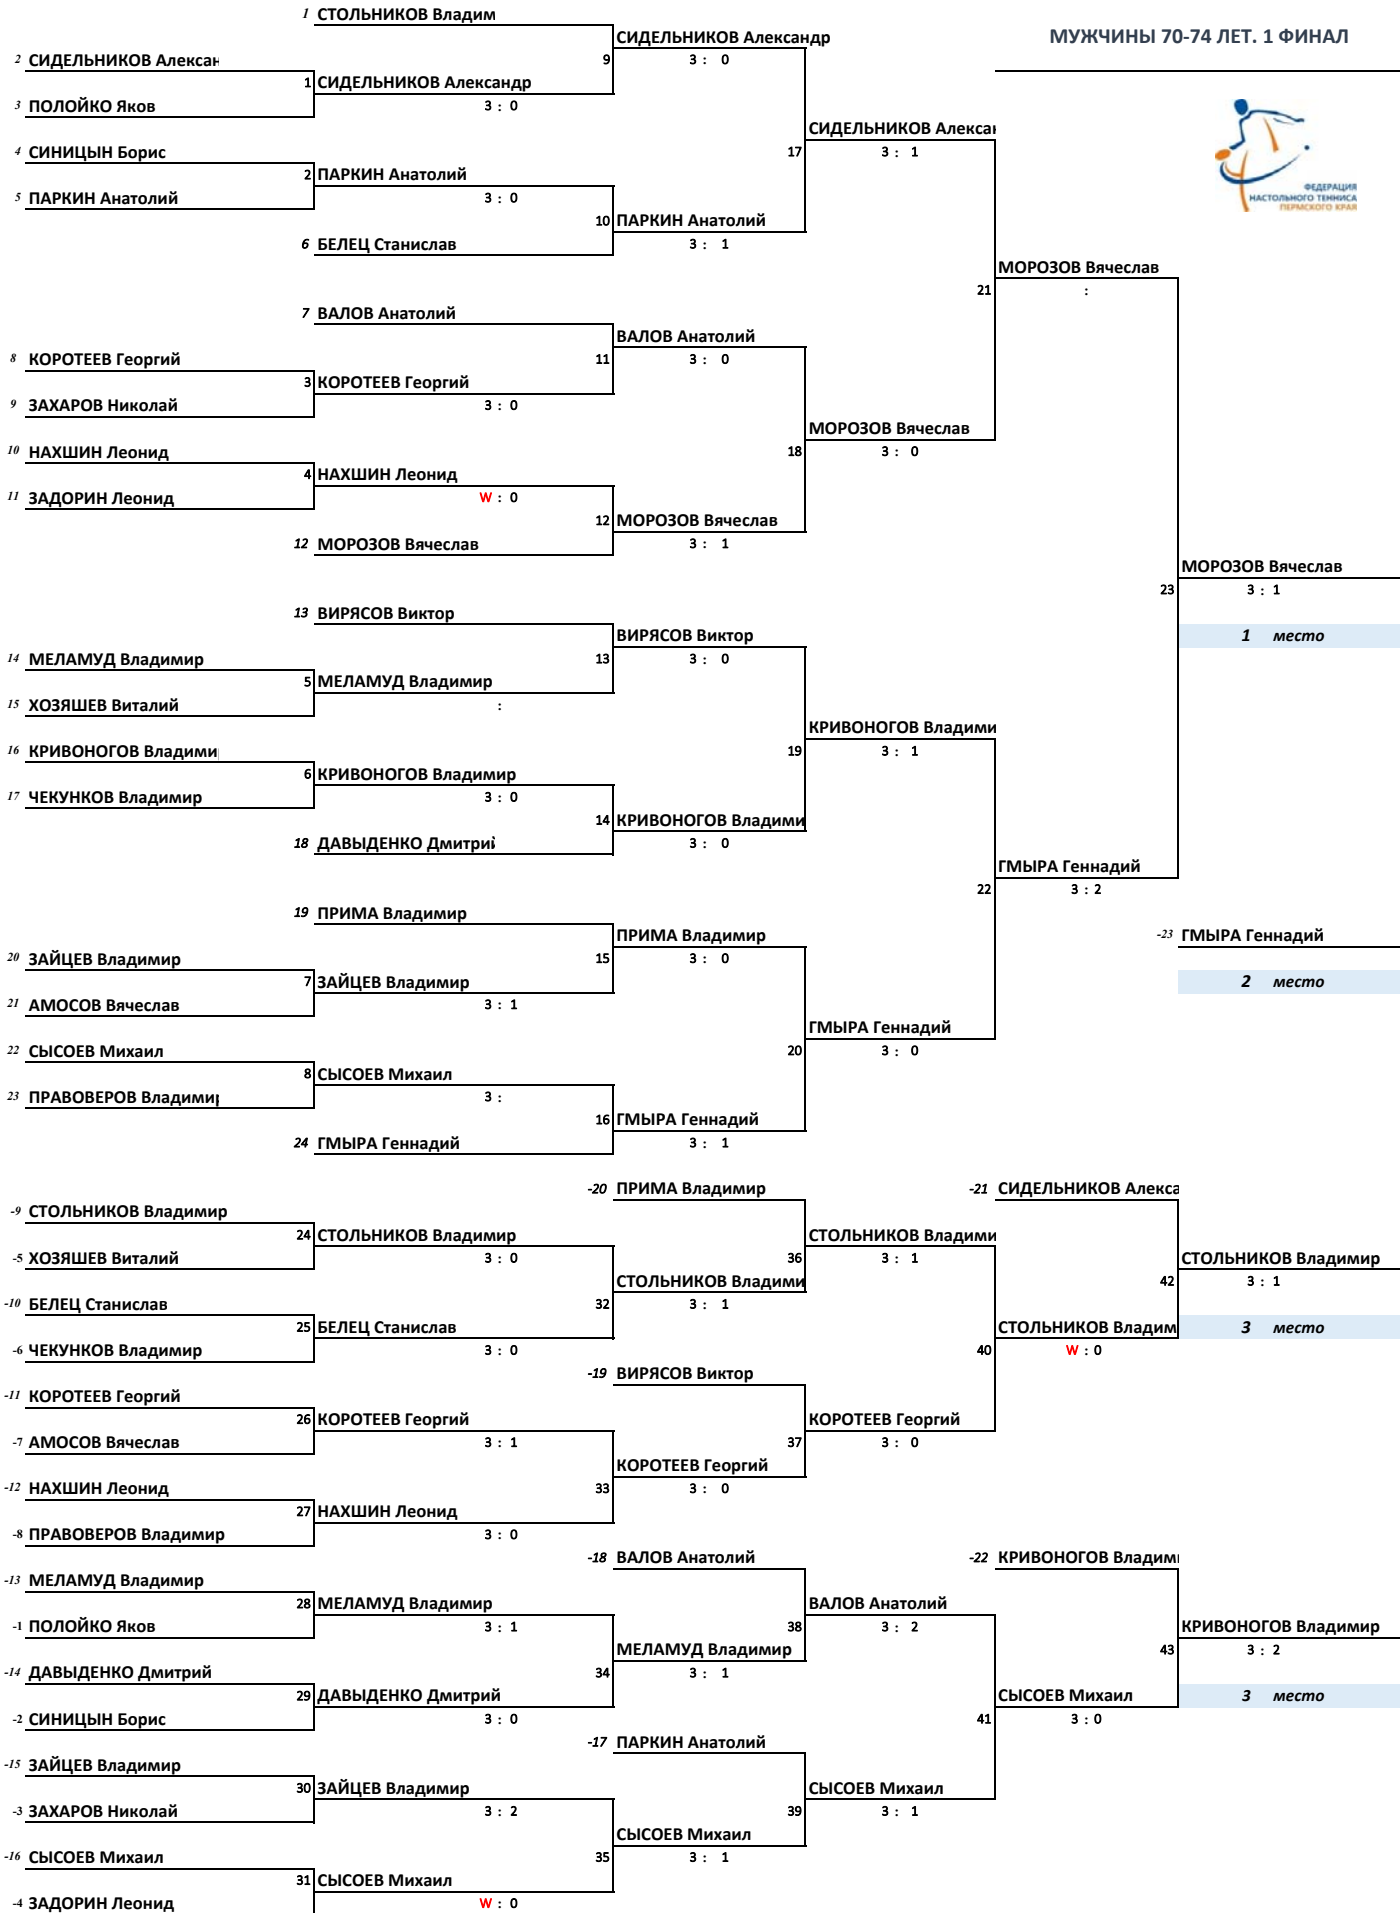 1 СТОЛЬНИКОВ Владим
СИДЕЛЬНИКОВ Александр
МУЖЧИНЫ 70-74 ЛЕТ. 1 ФИНАЛ
2 СИДЕЛЬНИКОВ Алексан
9 3 : 0
1 СИДЕЛЬНИКОВ Александр
3 ПОЛОЙКО Яков
3 : 0
СИДЕЛЬНИКОВ Алексан
4 СИНИЦЫН Борис
17 3 : 1
2 ПАРКИН Анатолий
5 ПАРКИН Анатолий
3 : 0
ФЕДЕРАЦИЯ
НАСТОЛЬНОГО ТЕННИСА
ПЕРМСКОГО КРАЯ
10 ПАРКИН Анатолий
6 БЕЛЕЦ Станислав
3 : 1
МОРОЗОВ Вячеслав
21 :
7 ВАЛОВ Анатолий
ВАЛОВ Анатолий
8 КОРОТЕЕВ Георгий
11 3 : 0
3 КОРОТЕЕВ Георгий
9 ЗАХАРОВ Николай
3 : 0
МОРОЗОВ Вячеслав
10 НАХШИН Леонид
18 3 : 0
4 НАХШИН Леонид
11 ЗАДОРИН Леонид
W : 0
12 МОРОЗОВ Вячеслав
12 МОРОЗОВ Вячеслав
3 : 1
МОРОЗОВ Вячеслав
23 3 : 1
13 ВИРЯСОВ Виктор
ВИРЯСОВ Виктор
1 место
14 МЕЛАМУД Владимир
13 3 : 0
5 МЕЛАМУД Владимир
15 ХОЗЯШЕВ Виталий
:
КРИВОНОГОВ Владими
16 КРИВОНОГОВ Владими
19 3 : 1
6 КРИВОНОГОВ Владимир
17 ЧЕКУНКОВ Владимир
3 : 0
14 КРИВОНОГОВ Владими
18 ДАВЫДЕНКО Дмитрий
3 : 0
ГМЫРА Геннадий
22 3 : 2
19 ПРИМА Владимир
ПРИМА Владимир
-23 ГМЫРА Геннадий
20 ЗАЙЦЕВ Владимир
15 3 : 0
7 ЗАЙЦЕВ Владимир
2 место
21 АМОСОВ Вячеслав
3 : 1
ГМЫРА Геннадий
22 СЫСОЕВ Михаил
20 3 : 0
8 СЫСОЕВ Михаил
23 ПРАВОВЕРОВ Владимир
3 :
16 ГМЫРА Геннадий
24 ГМЫРА Геннадий
3 : 1
-20 ПРИМА Владимир
-21 СИДЕЛЬНИКОВ Алекса
-9 СТОЛЬНИКОВ Владимир
24 СТОЛЬНИКОВ Владимир
СТОЛЬНИКОВ Владими
-5 ХОЗЯШЕВ Виталий
3 : 0
36 3 : 1
СТОЛЬНИКОВ Владимир
СТОЛЬНИКОВ Владими
42 3 : 1
-10 БЕЛЕЦ Станислав
32 3 : 1
25 БЕЛЕЦ Станислав
СТОЛЬНИКОВ Владим
3 место
-6 ЧЕКУНКОВ Владимир
3 : 0
40 W : 0
-19 ВИРЯСОВ Виктор
-11 КОРОТЕЕВ Георгий
26 КОРОТЕЕВ Георгий
КОРОТЕЕВ Георгий
-7 АМОСОВ Вячеслав
3 : 1
37 3 : 0
КОРОТЕЕВ Георгий
-12 НАХШИН Леонид
33 3 : 0
27 НАХШИН Леонид
-8 ПРАВОВЕРОВ Владимир
3 : 0
-18 ВАЛОВ Анатолий
-22 КРИВОНОГОВ Владими
-13 МЕЛАМУД Владимир
28 МЕЛАМУД Владимир
ВАЛОВ Анатолий
-1 ПОЛОЙКО Яков
3 : 1
38 3 : 2
КРИВОНОГОВ Владимир
МЕЛАМУД Владимир
43 3 : 2
-14 ДАВЫДЕНКО Дмитрий
34 3 : 1
29 ДАВЫДЕНКО Дмитрий
СЫСОЕВ Михаил
3 место
-2 СИНИЦЫН Борис
3 : 0
41 3 : 0
-17 ПАРКИН Анатолий
-15 ЗАЙЦЕВ Владимир
30 ЗАЙЦЕВ Владимир
СЫСОЕВ Михаил
-3 ЗАХАРОВ Николай
3 : 2
39 3 : 1
СЫСОЕВ Михаил
-16 СЫСОЕВ Михаил
35 3 : 1
31 СЫСОЕВ Михаил
-4 ЗАДОРИН Леонид
W : 0